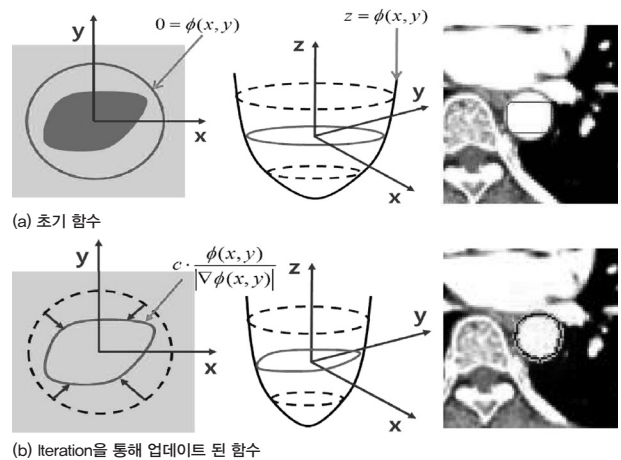 y
0 = ϕ(x, y)
x
z
z = ϕ(x, y)
y
x
(a) 초기 함수
y
c · ϕ(x, y) / |∇ϕ(x, y)|
x
z
y
x
(b) Iteration을 통해 업데이트 된 함수